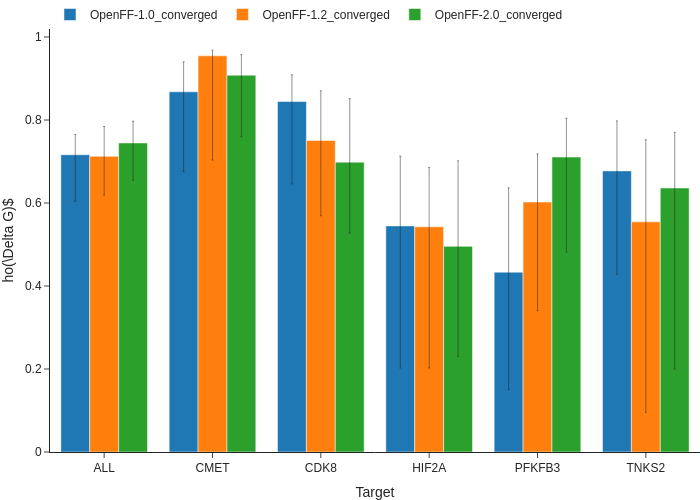 OpenFF-1.0_converged OpenFF-1.2_converged OpenFF-2.0_converged
1
0.8
0.6
0.4
0.2
0
ho(\Delta G)$
ALL CMET CDK8 HIF2A PFKFB3 TNKS2
Target